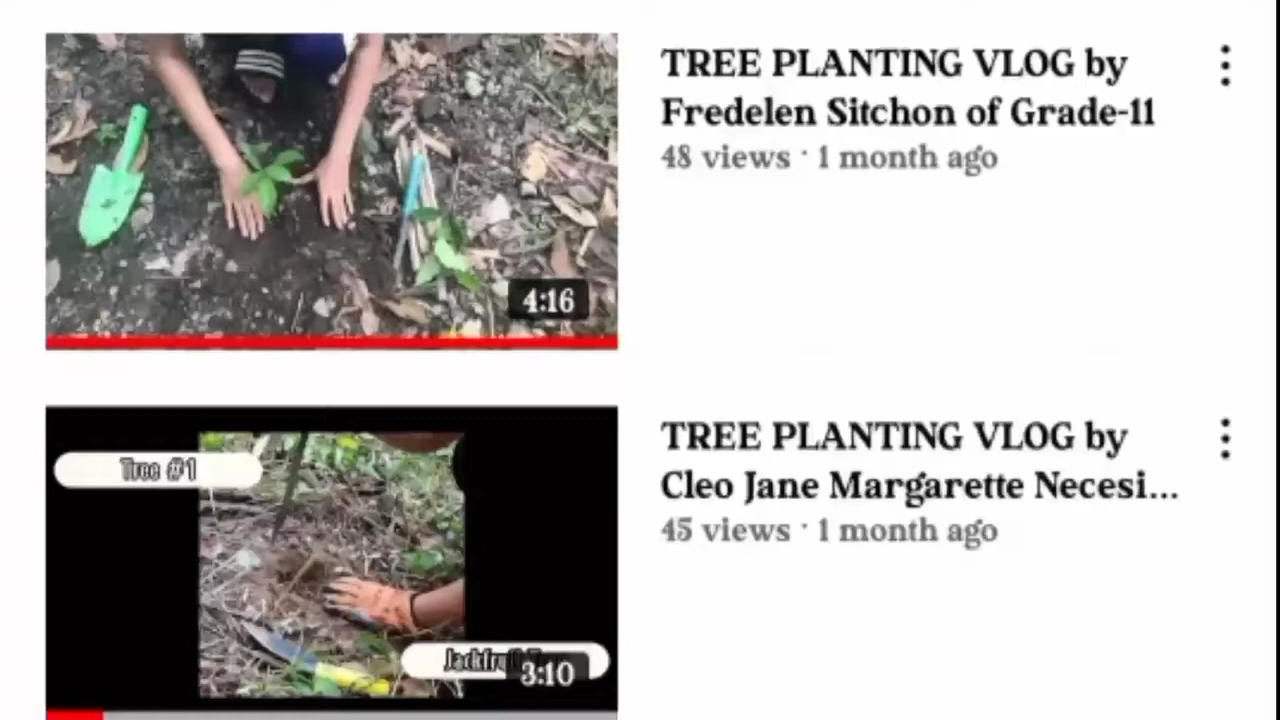 TREE PLANTING VLOG by
Fredelen Sitchon of Grade-11
48 views · 1 month ago
4:16
TREE PLANTING VLOG by
Cleo Jane Margarette Necesi...
45 views · 1 month ago
Tree #1
3:10